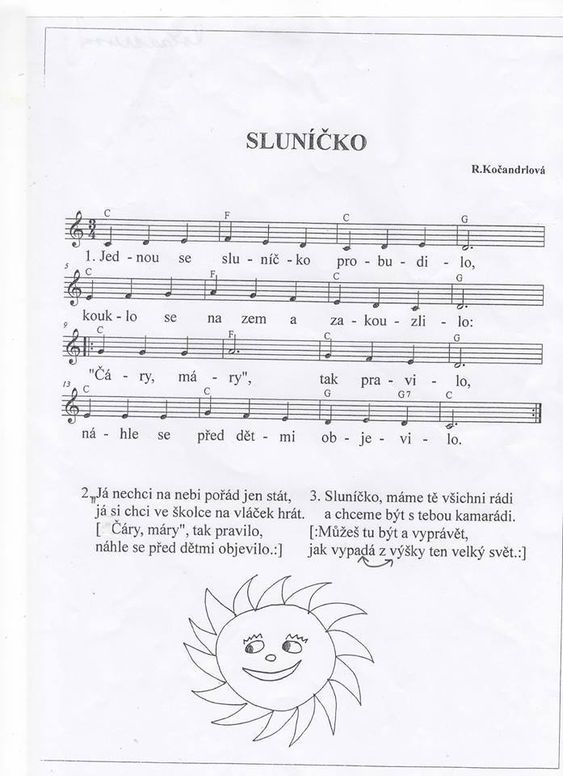 SLUNÍČKO
R.Kočandrlová
3
4
C F C G
1. Jed - nou se slu - níč - ko pro - bu - di - lo,
5
C F C G
kouk - lo se na zem a za - kou - zli - lo:
9
C F C G
"Čá - ry, má - ry", tak pra - vi - lo,
13
C C G G7 C
ná - hle se před dět - mi ob - je - vi - lo.
2.„Já nechci na nebi pořád jen stát,
já si chci ve školce na vláček hrát.
[ "Čáry, máry", tak pravilo,
náhle se před dětmi objevilo.:]
3. Sluníčko, máme tě všichni rádi
a chceme být s tebou kamarádi.
[:Můžeš tu být a vyprávět,
jak vypadá z výšky ten velký svět.:]